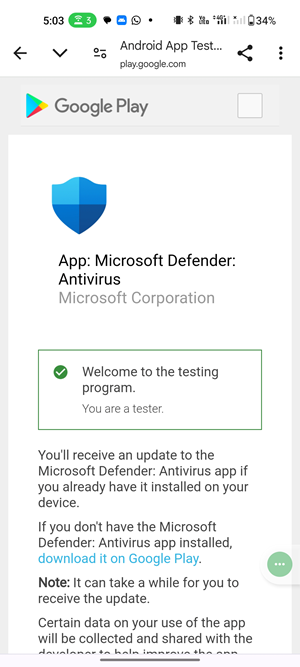 5:03 3 34%
Android App Test...
play.google.com
Google Play
App: Microsoft Defender:
Antivirus
Microsoft Corporation
Welcome to the testing
program.
You are a tester.
You'll receive an update to the
Microsoft Defender: Antivirus app if
you already have it installed on your
device.
If you don't have the Microsoft
Defender: Antivirus app installed,
download it on Google Play.
Note: It can take a while for you to
receive the update.
Certain data on your use of the app
will be collected and shared with the
developer to help improve the app